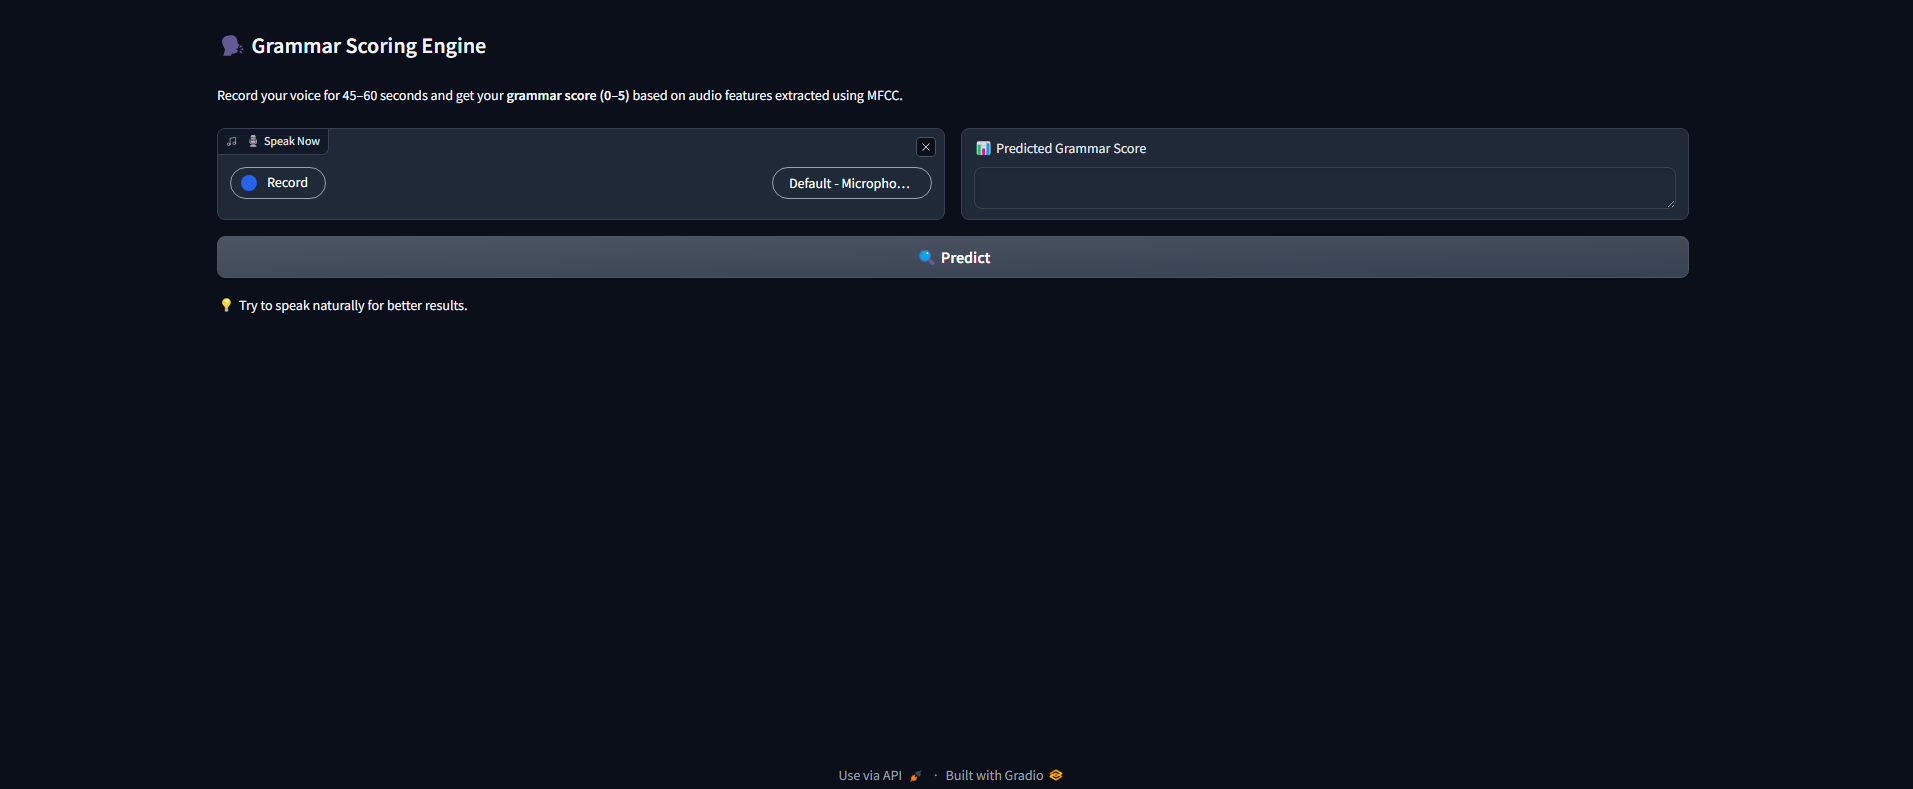 Grammar Scoring Engine
Record your voice for 45–60 seconds and get your grammar score (0–5) based on audio features extracted using MFCC.
Speak Now
Record
Default - Micropho...
Predicted Grammar Score
Predict
Try to speak naturally for better results.
Use via API · Built with Gradio